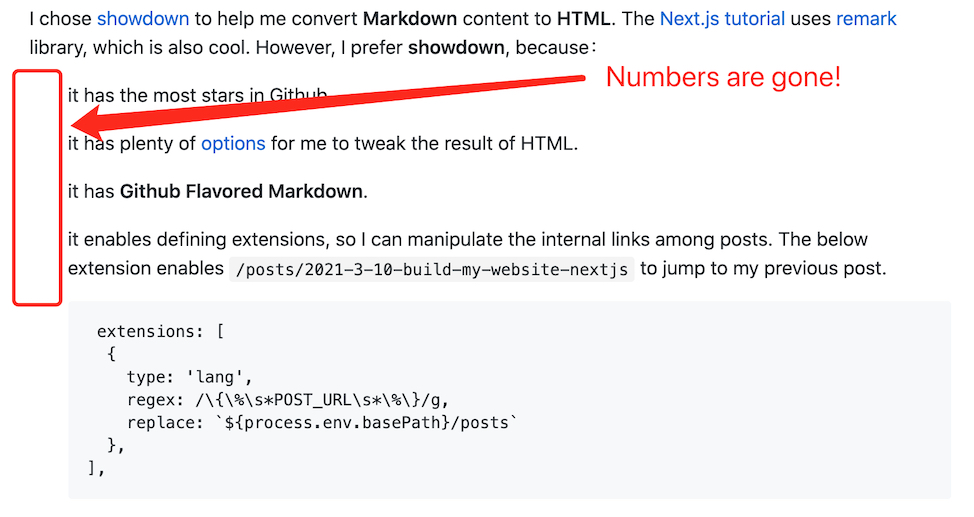 I chose showdown to help me convert Markdown content to HTML. The Next.js tutorial uses remark
library, which is also cool. However, I prefer showdown, because：
Numbers are gone!
it has the most stars in Github
it has plenty of options for me to tweak the result of HTML.
it has Github Flavored Markdown.
it enables defining extensions, so I can manipulate the internal links among posts. The below
extension enables /posts/2021-3-10-build-my-website-nextjs to jump to my previous post.
extensions: [
{
type: 'lang',
regex: /\{\%\s*POST_URL\s*\%\}/g,
replace: `${process.env.basePath}/posts`
},
],